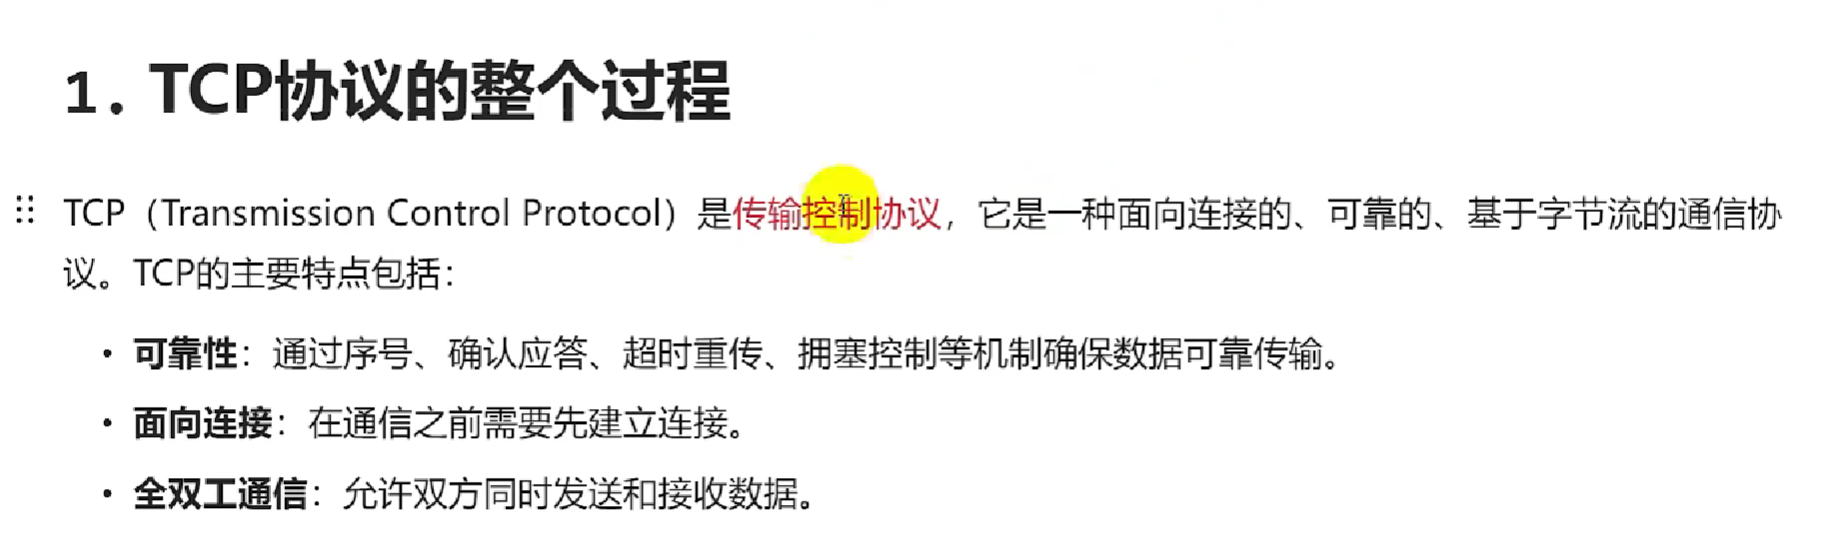 1. TCP协议的整个过程
TCP（Transmission Control Protocol）是传输控制协议，它是一种面向连接的、可靠的、基于字节流的通信协
议。TCP的主要特点包括：
• 可靠性：通过序号、确认应答、超时重传、拥塞控制等机制确保数据可靠传输。
• 面向连接：在通信之前需要先建立连接。
• 全双工通信：允许双方同时发送和接收数据。